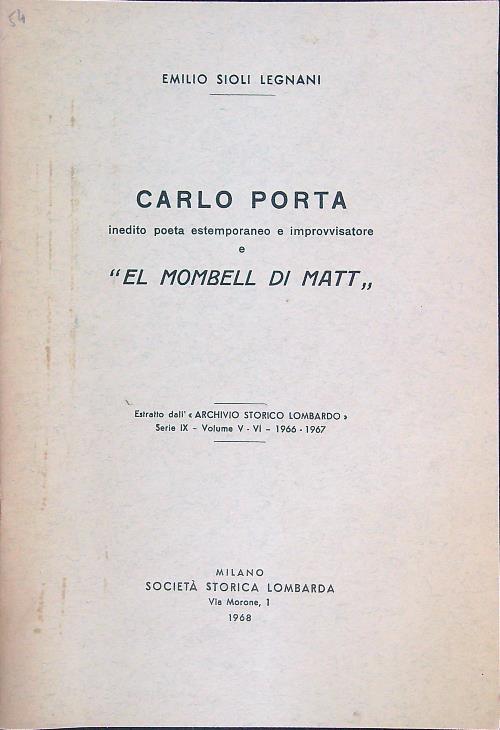 54
EMILIO SIOLI LEGNANI
CARLO PORTA
inedito poeta estemporaneo e improvvisatore
e
"EL MOMBELL DI MATT„
Estratto dall' « ARCHIVIO STORICO LOMBARDO »
Serie IX - Volume V - VI - 1966 - 1967
MILANO
SOCIETÀ STORICA LOMBARDA
Via Morone, 1
1968